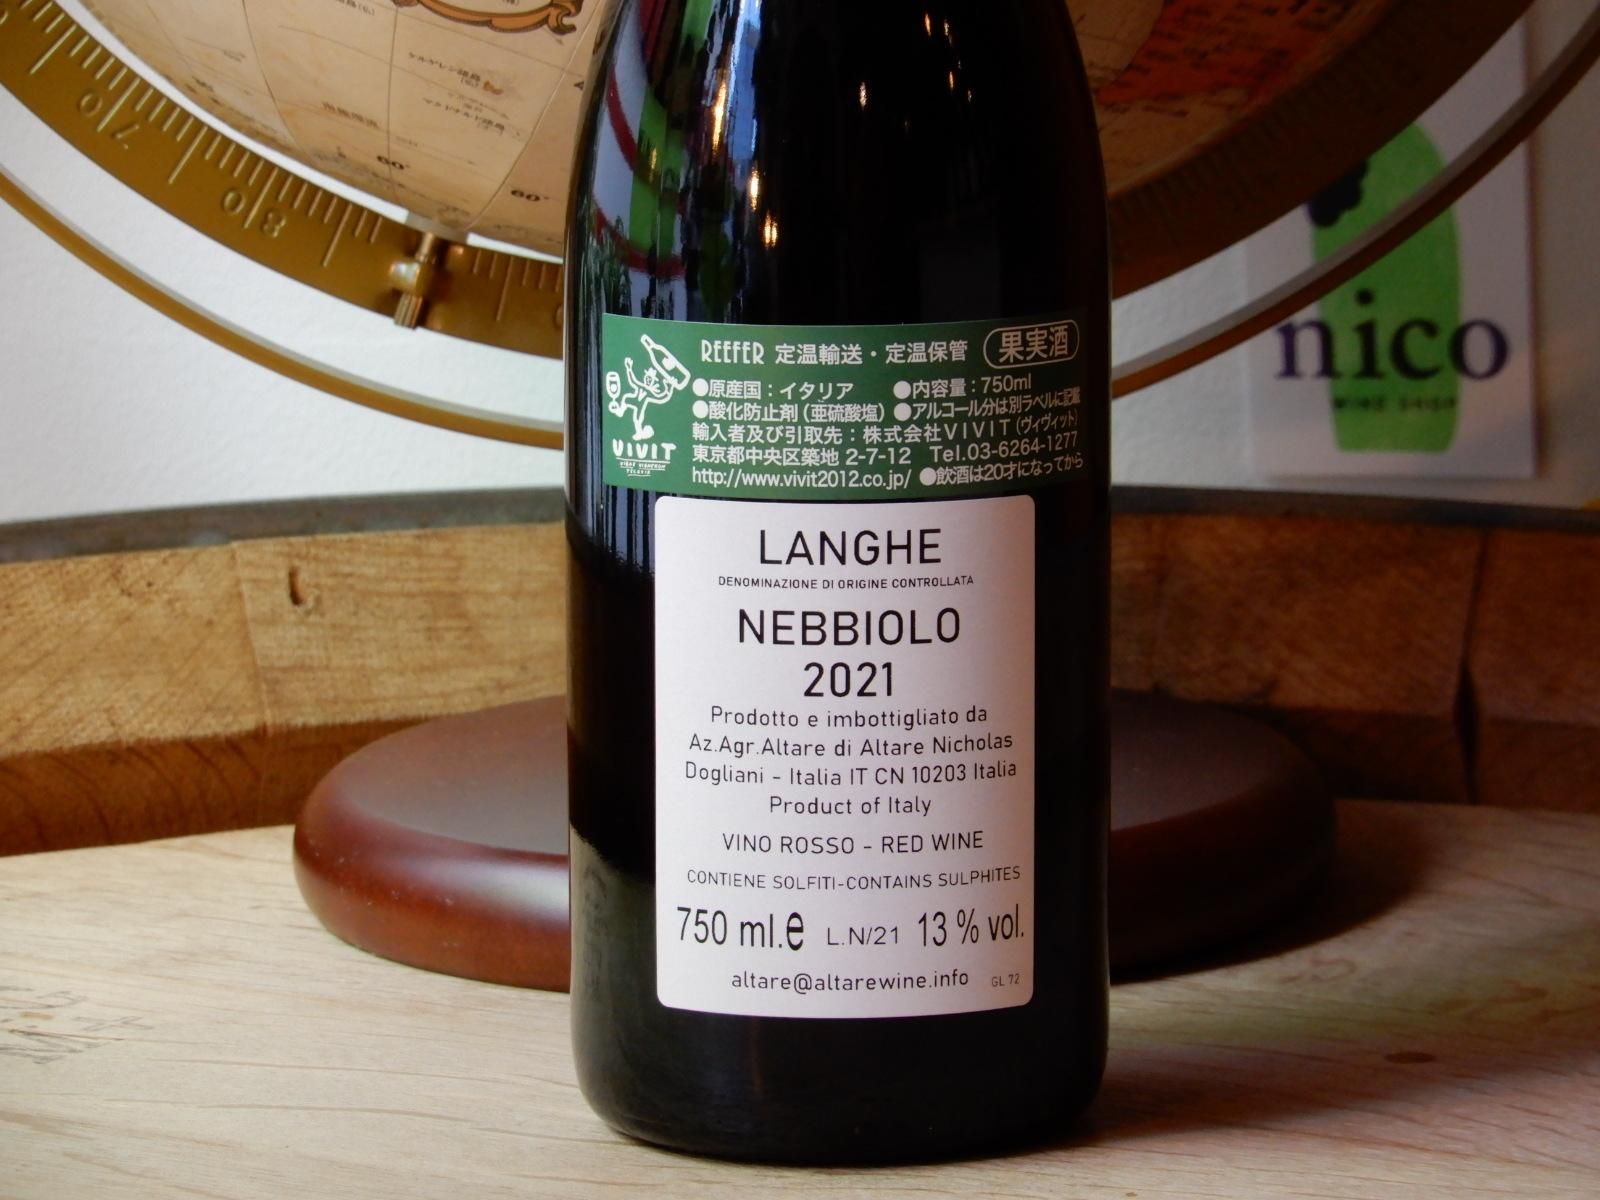 REEFER 定温輸送・定温保管 果実酒
●原産国：イタリア ●内容量：750ml
●酸化防止剤(亜硫酸塩) ●アルコール分は別ラベルに記載
輸入者及び引取先：株式会社VIVIT(ヴィヴィット)
東京都中央区築地 2-7-12 Tel.03-6264-1277
http://www.vivit2012.co.jp/ ●飲酒は20才になってから
VIVIT
LANGHE
DENOMINAZIONE DI ORIGINE CONTROLLATA
NEBBIOLO
2021
Prodotto e imbottigliato da
Az.Agr.Altare di Altare Nicholas
Dogliani - Italia IT CN 10203 Italia
Product of Italy
VINO ROSSO - RED WINE
CONTIENE SOLFITI-CONTAINS SULPHITES
750 ml.e L.N/21 13 % vol.
altare@altarewine.info GL 72
nico
WINE SHOP
70
80
60°
60°